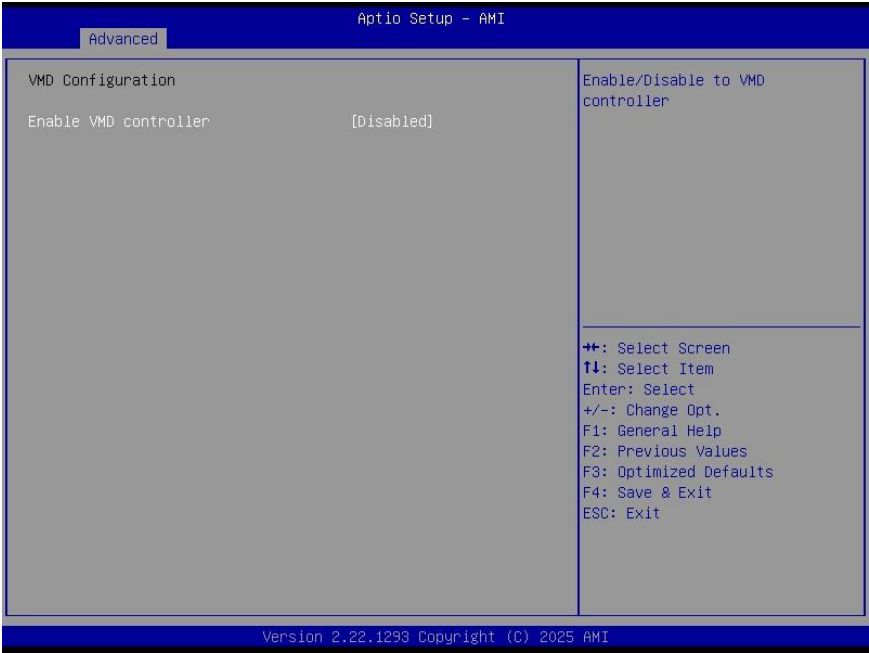 Aptio Setup – AMI
Advanced
VMD Configuration
Enable VMD controller [Disabled]
Enable/Disable to VMD
controller
→←: Select Screen
↑↓: Select Item
Enter: Select
+/-: Change Opt.
F1: General Help
F2: Previous Values
F3: Optimized Defaults
F4: Save & Exit
ESC: Exit
Version 2.22.1293 Copyright (C) 2025 AMI